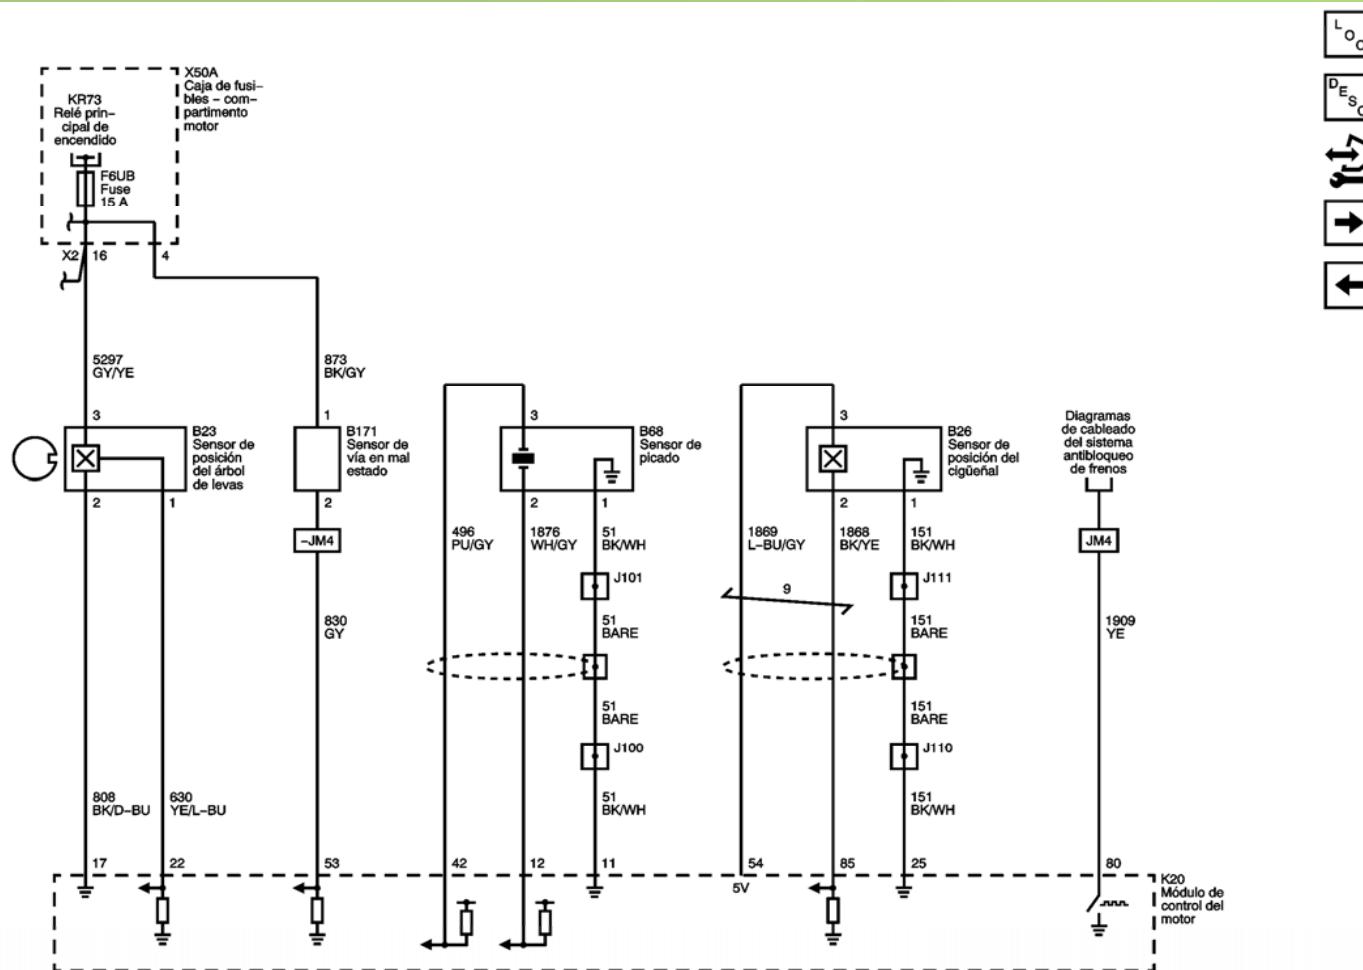 X50A
Caja de fusi–
bles – com–
partimento
motor
KR73
Relé prin–
cipal de
encendido
F6UB
Fuse
15 A
X2
16
4
5297
GY/YE
873
BK/GY
3
B23
Sensor de
posición
del árbol
de levas
2
1
1
B171
Sensor de
vía en mal
estado
2
–JM4
3
B68
Sensor de
picado
2
1
3
B26
Sensor de
posición del
cigüeñal
2
1
Diagramas
de cableado
del sistema
antibloqueo
de frenos
JM4
496
PU/GY
1876
WH/GY
51
BK/WH
1869
L–BU/GY
1868
BK/YE
151
BK/WH
J101
9
J111
830
GY
51
BARE
151
BARE
1909
YE
51
BARE
151
BARE
J100
J110
808
BK/D–BU
630
YE/L–BU
51
BK/WH
151
BK/WH
17
22
53
42
12
11
54
85
25
80
5V
K20
Módulo de
control del
motor